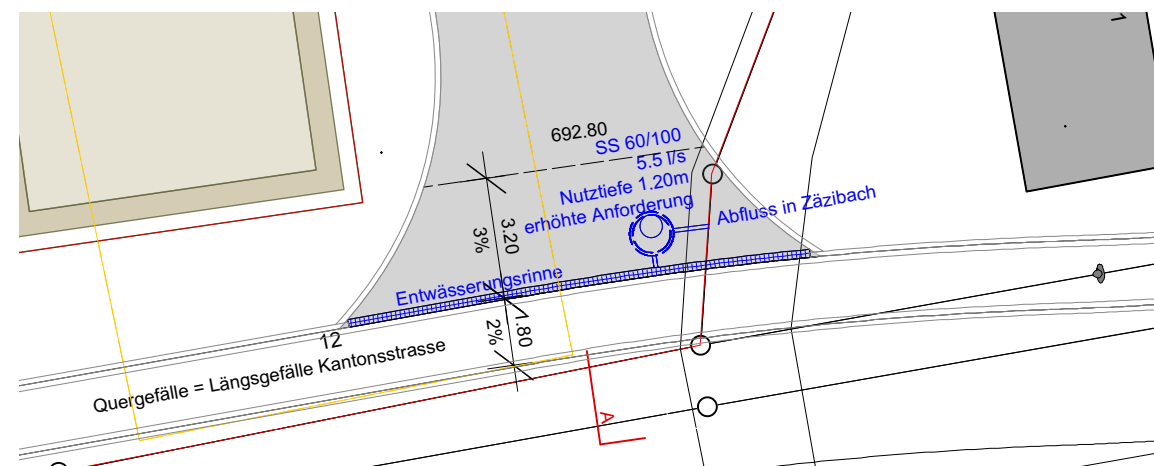 1
692.80
SS 60/100
5.5 l/s
Nutztiefe 1.20m
erhöhte Anforderung
Abfluss in Zäzibach
3.20
3%
Entwässerungsrinne
1.80
2%
12
Quergefälle = Längsgefälle Kantonsstrasse
A